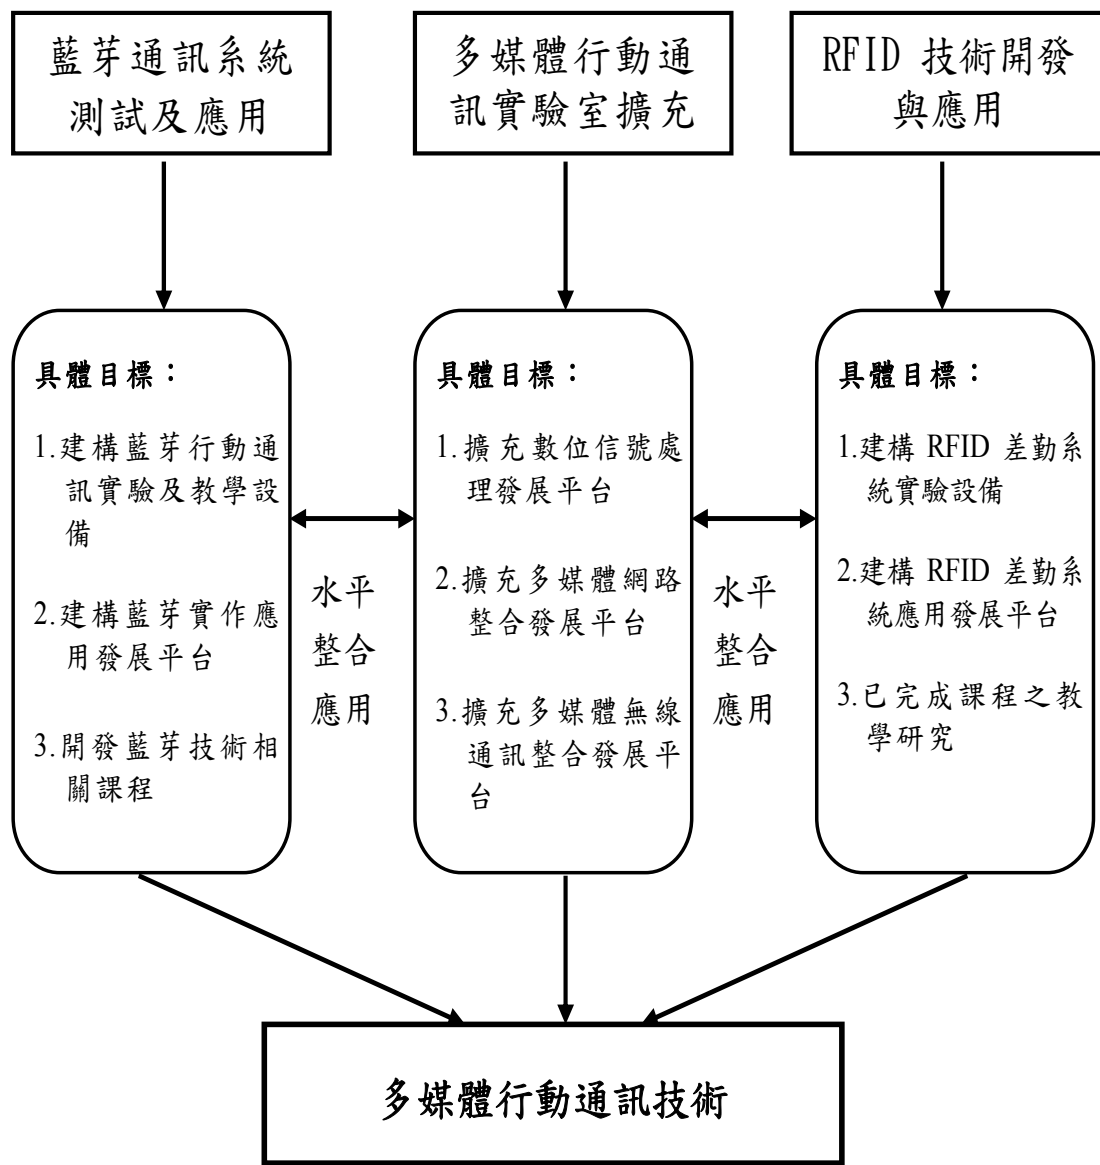 藍芽通訊系統
測試及應用
多媒體行動通
訊實驗室擴充
RFID 技術開發
與應用
具體目標：
1.建構藍芽行動通
訊實驗及教學設
備
2.建構藍芽實作應
用發展平台
3.開發藍芽技術相
關課程
水平
整合
應用
具體目標：
1.擴充數位信號處
理發展平台
2.擴充多媒體網路
整合發展平台
3.擴充多媒體無線
通訊整合發展平
台
水平
整合
應用
具體目標：
1.建構 RFID 差勤系
統實驗設備
2.建構 RFID 差勤系
統應用發展平台
3.已完成課程之教
學研究
多媒體行動通訊技術